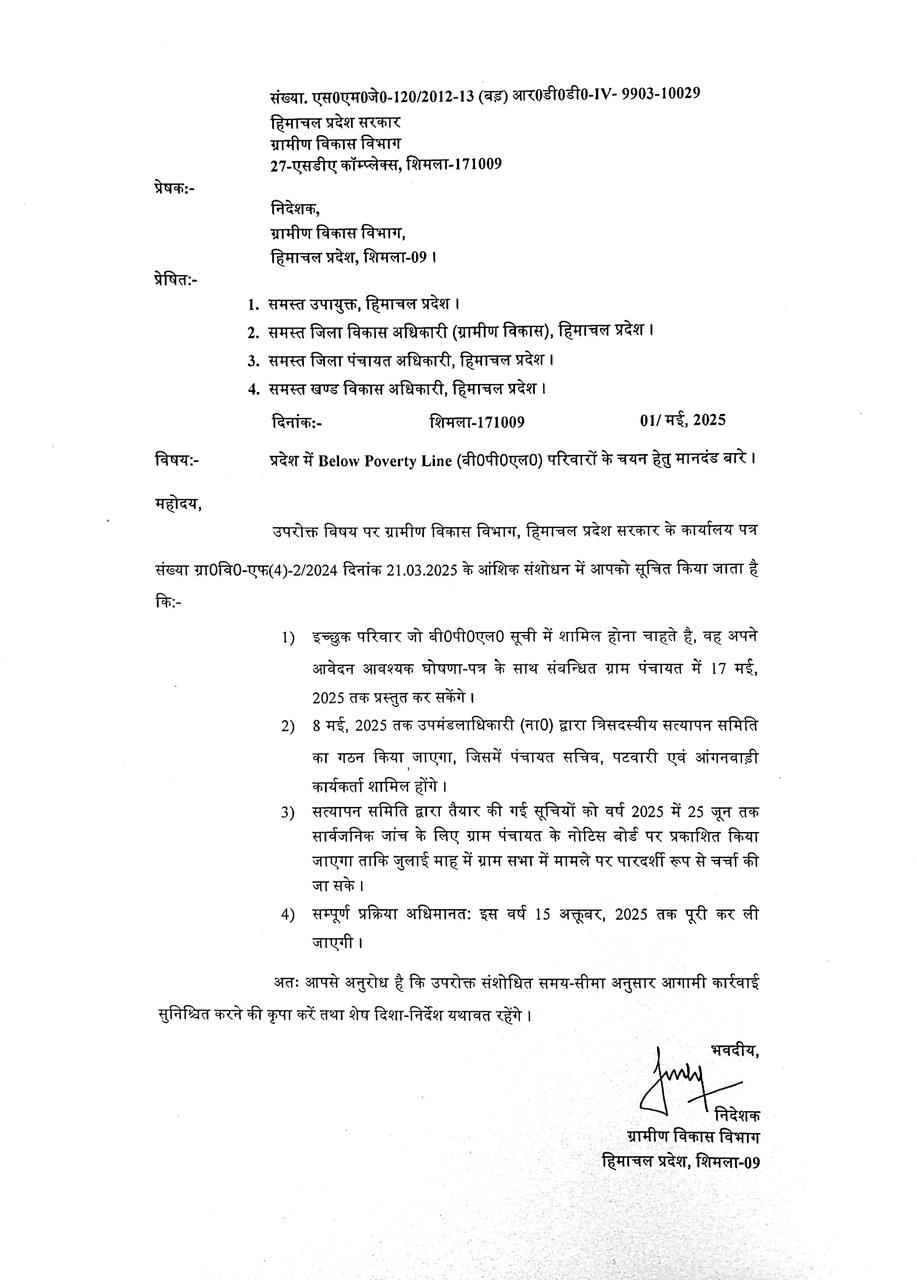 संख्या. एस0एम0जे0-120/2012-13 (वड़) आर0डी0डी0-IV- 9903-10029
हिमाचल प्रदेश सरकार
ग्रामीण विकास विभाग
27-एसडीए कॉम्प्लेक्स, शिमला-171009
प्रेषक:-
निदेशक,
ग्रामीण विकास विभाग,
हिमाचल प्रदेश, शिमला-09 ।
प्रेषित:-
1. समस्त उपायुक्त, हिमाचल प्रदेश ।
2. समस्त जिला विकास अधिकारी (ग्रामीण विकास), हिमाचल प्रदेश ।
3. समस्त जिला पंचायत अधिकारी, हिमाचल प्रदेश ।
4. समस्त खण्ड विकास अधिकारी, हिमाचल प्रदेश ।
दिनांक:- शिमला-171009 01/ मई, 2025
विषय:- प्रदेश में Below Poverty Line (बी0पी0एल0) परिवारों के चयन हेतु मानदंड बारे ।
महोदय,
उपरोक्त विषय पर ग्रामीण विकास विभाग, हिमाचल प्रदेश सरकार के कार्यालय पत्र
संख्या ग्रा0वि0-एफ(4)-2/2024 दिनांक 21.03.2025 के आंशिक संशोधन में आपको सूचित किया जाता है
कि:-
1) इच्छुक परिवार जो बी0पी0एल0 सूची में शामिल होना चाहते है, वह अपने
आवेदन आवश्यक घोषणा-पत्र के साथ संबन्धित ग्राम पंचायत में 17 मई,
2025 तक प्रस्तुत कर सकेंगे ।
2) 8 मई, 2025 तक उपमंडलाधिकारी (ना0) द्वारा त्रिसदस्यीय सत्यापन समिति
का गठन किया जाएगा, जिसमें पंचायत सचिव, पटवारी एवं आंगनवाड़ी
कार्यकर्ता शामिल होंगे ।
3) सत्यापन समिति द्वारा तैयार की गई सूचियों को वर्ष 2025 में 25 जून तक
सार्वजनिक जांच के लिए ग्राम पंचायत के नोटिस बोर्ड पर प्रकाशित किया
जाएगा ताकि जुलाई माह में ग्राम सभा में मामले पर पारदर्शी रूप से चर्चा की
जा सके ।
4) सम्पूर्ण प्रक्रिया अधिमानत: इस वर्ष 15 अक्तूबर, 2025 तक पूरी कर ली
जाएगी ।
अतः आपसे अनुरोध है कि उपरोक्त संशोधित समय-सीमा अनुसार आगामी कार्रवाई
सुनिश्चित करने की कृपा करें तथा शेष दिशा-निर्देश यथावत रहेंगे ।
भवदीय,
निदेशक
ग्रामीण विकास विभाग
हिमाचल प्रदेश, शिमला-09